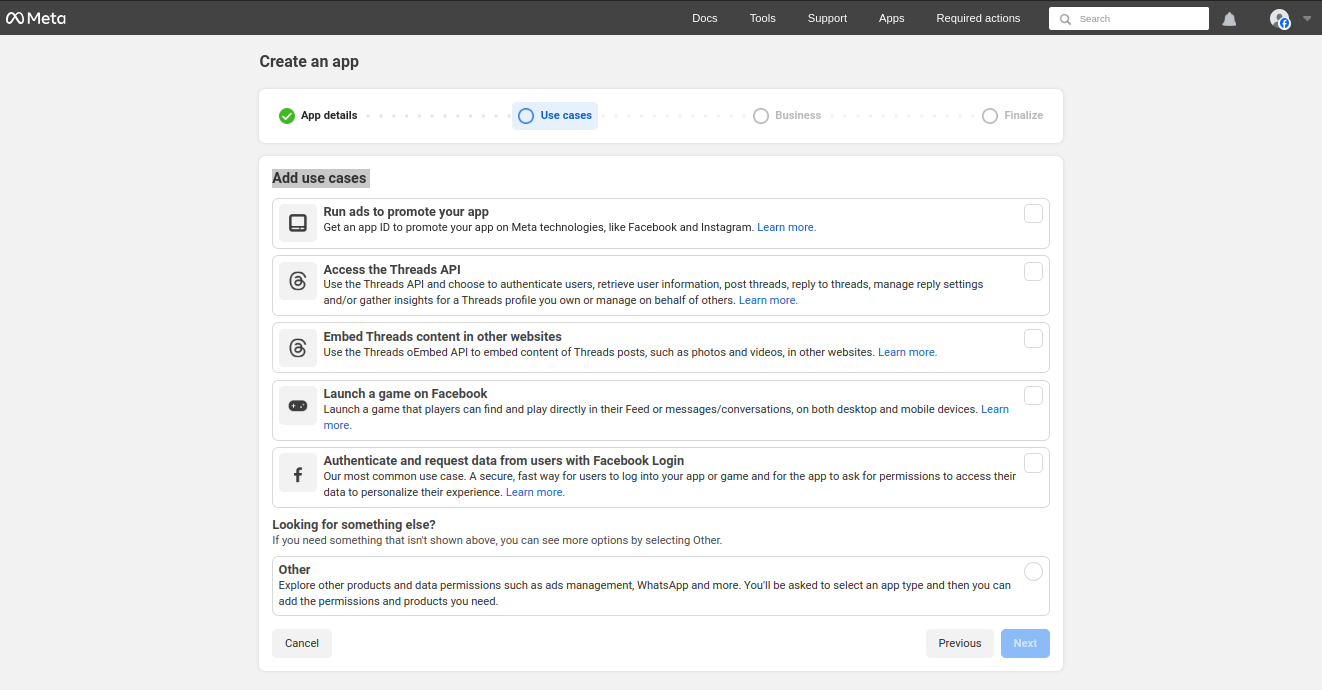 Meta
Docs
Tools
Support
Apps
Required actions
Search
Create an app
App details
Use cases
Business
Finalize
Add use cases
Run ads to promote your app
Get an app ID to promote your app on Meta technologies, like Facebook and Instagram. Learn more.
Access the Threads API
Use the Threads API and choose to authenticate users, retrieve user information, post threads, reply to threads, manage reply settings
and/or gather insights for a Threads profile you own or manage on behalf of others. Learn more.
Embed Threads content in other websites
Use the Threads oEmbed API to embed content of Threads posts, such as photos and videos, in other websites. Learn more.
Launch a game on Facebook
Launch a game that players can find and play directly in their Feed or messages/conversations, on both desktop and mobile devices. Learn
more.
Authenticate and request data from users with Facebook Login
Our most common use case. A secure, fast way for users to log into your app or game and for the app to ask for permissions to access their
data to personalize their experience. Learn more.
Looking for something else?
If you need something that isn't shown above, you can see more options by selecting Other.
Other
Explore other products and data permissions such as ads management, WhatsApp and more. You'll be asked to select an app type and then you can
add the permissions and products you need.
Cancel
Previous
Next